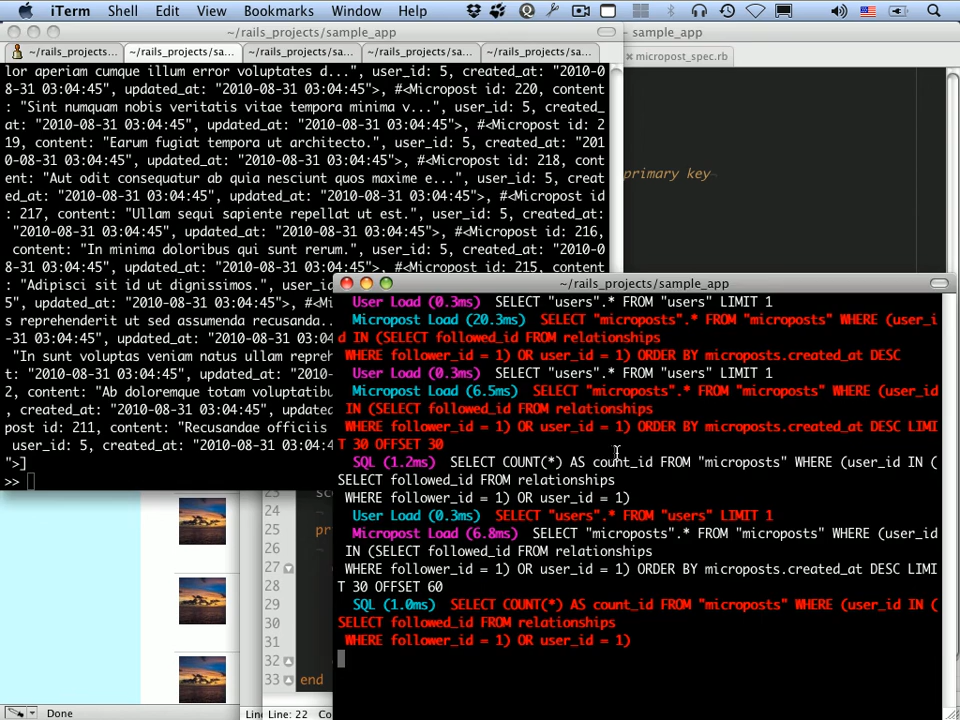 iTerm Shell Edit View Bookmarks Window Help
~/rails_projects/sample_app
sample_app
~/rails_projects... ~/rails_projects/sa... ~/rails_projects/sa... ~/rails_projects/sa... ~/rails_projects/sa...
micropost_spec.rb
lor aperiam cumque illum error voluptates d...", user_id: 5, created_at: "2010-0
8-31 03:04:45", updated_at: "2010-08-31 03:04:45">, #<Micropost id: 220, content
: "Sint numquam nobis veritatis vitae tempora minima v...", user_id: 5, created_
at: "2010-08-31 03:04:45", updated_at: "2010-08-31 03:04:45">, #<Micropost id: 2
19, content: "Earum fugiat tempora ut architecto.", user_id: 5, created_at: "201
0-08-31 03:04:45", updated_at: "2010-08-31 03:04:45">, #<Micropost id: 218, cont
ent: "Aut odit consequatur ab quia nesciunt quos maxime e...", user_id: 5, creat
ed_at: "2010-08-31 03:04:45", updated_at: "2010-08-31 03:04:45">, #<Micropost id
: 217, content: "Ullam sequi sapiente repellat ut est.", user_id: 5, created_at:
"2010-08-31 03:04:45", updated_at: "2010-08-31 03:04:45">, #<Micropost id: 216,
content: "In minima doloribus qui sunt rerum.", user_id: 5, created_at: "2010-0
8-31 03:04:45", updated_at: "2010-08-31 03:04:45">, #<Micropost id: 215, content
: "Adipisci sit id ut dignissimos.", user_id
5", updated_at: "2010-08-31 03:04:45">, #<Mi
s reprehenderit ut sed assumenda recusanda..
-31 03:04:45", updated_at: "2010-08-31 03:04
"In sunt voluptas veniam natus ullam repreh
t: "2010-08-31 03:04:45", updated_at: "2010-
2, content: "Ab doloremque totam voluptatibu
, created_at: "2010-08-31 03:04:45", updated
post id: 211, content: "Recusandae officiis
user_id: 5, created_at: "2010-08-31 03:04:4
">]
>>
primary key
~/rails_projects/sample_app
User Load (0.3ms) SELECT "users".* FROM "users" LIMIT 1
Micropost Load (20.3ms) SELECT "microposts".* FROM "microposts" WHERE (user_i
d IN (SELECT followed_id FROM relationships
WHERE follower_id = 1) OR user_id = 1) ORDER BY microposts.created_at DESC
User Load (0.3ms) SELECT "users".* FROM "users" LIMIT 1
Micropost Load (6.5ms) SELECT "microposts".* FROM "microposts" WHERE (user_id
IN (SELECT followed_id FROM relationships
WHERE follower_id = 1) OR user_id = 1) ORDER BY microposts.created_at DESC LIMI
T 30 OFFSET 30
SQL (1.2ms) SELECT COUNT(*) AS count_id FROM "microposts" WHERE (user_id IN (
SELECT followed_id FROM relationships
WHERE follower_id = 1) OR user_id = 1)
User Load (0.3ms) SELECT "users".* FROM "users" LIMIT 1
Micropost Load (6.8ms) SELECT "microposts".* FROM "microposts" WHERE (user_id
IN (SELECT followed_id FROM relationships
WHERE follower_id = 1) OR user_id = 1) ORDER BY microposts.created_at DESC LIMI
T 30 OFFSET 60
SQL (1.0ms) SELECT COUNT(*) AS count_id FROM "microposts" WHERE (user_id IN (
SELECT followed_id FROM relationships
WHERE follower_id = 1) OR user_id = 1)
24
25 pr
26
27
28
29
30
31
32
33 end
Done
Line: 22